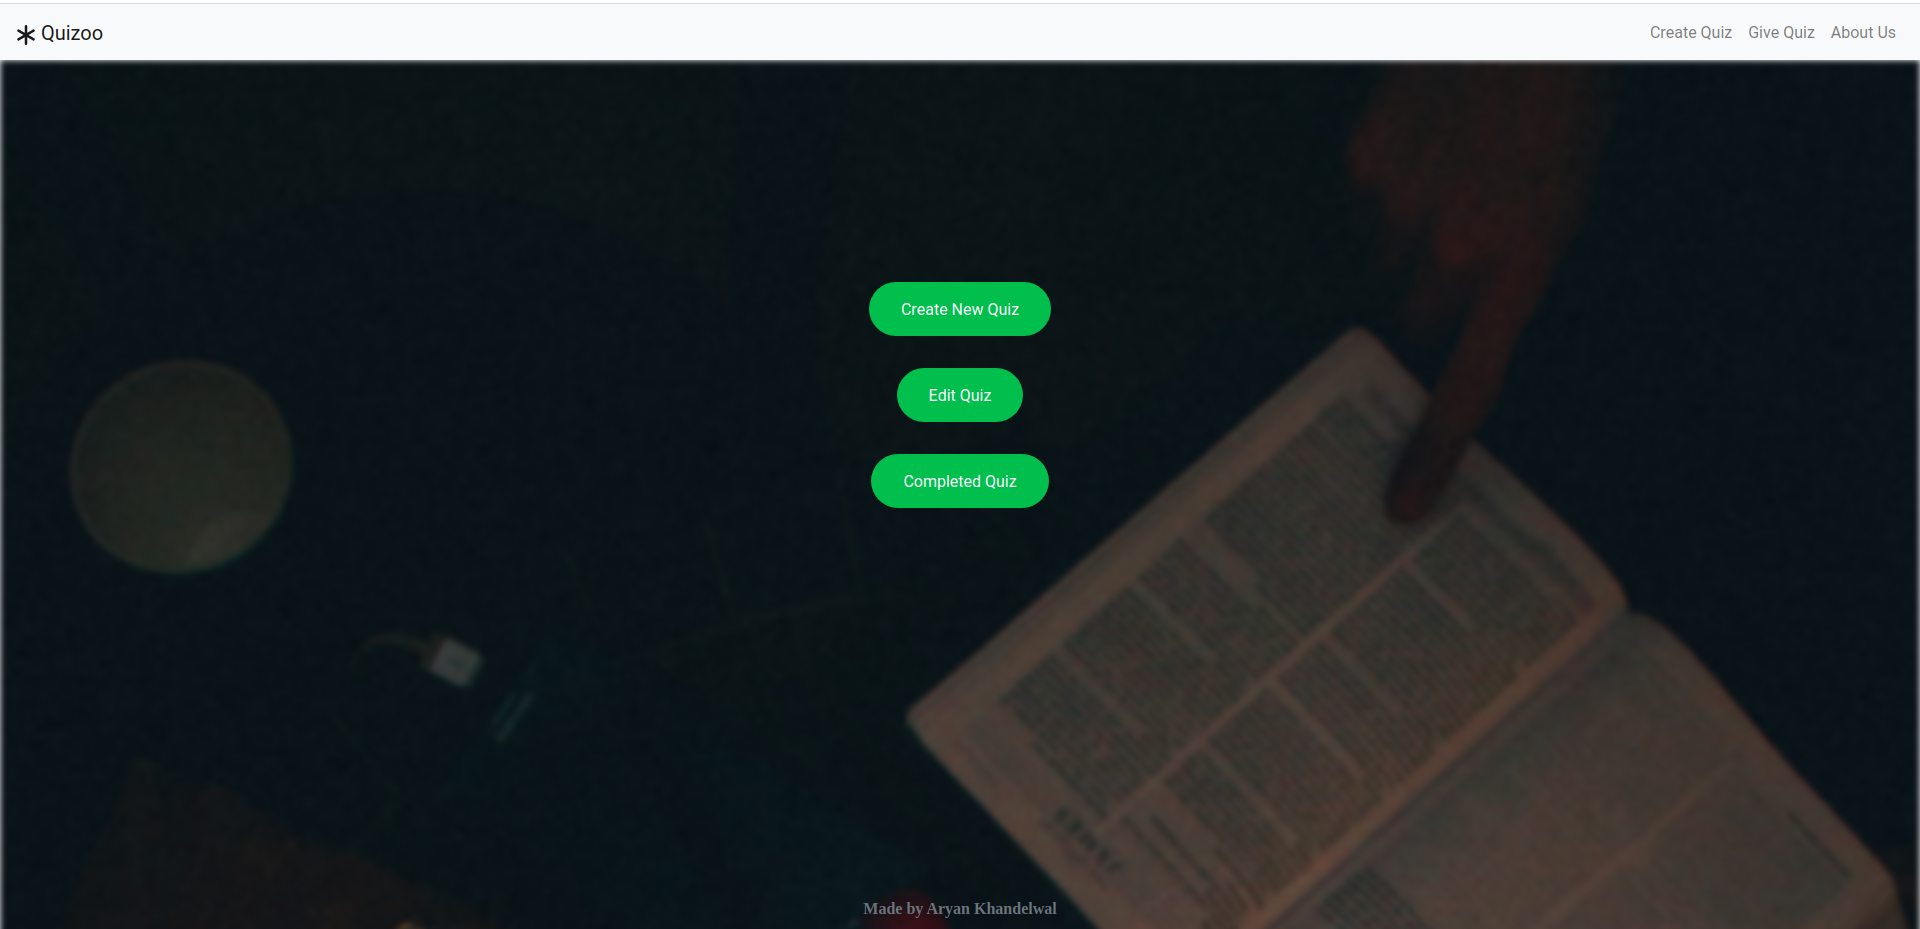 Quizoo
Create Quiz Give Quiz About Us
Create New Quiz
Edit Quiz
Completed Quiz
Made by Aryan Khandelwal